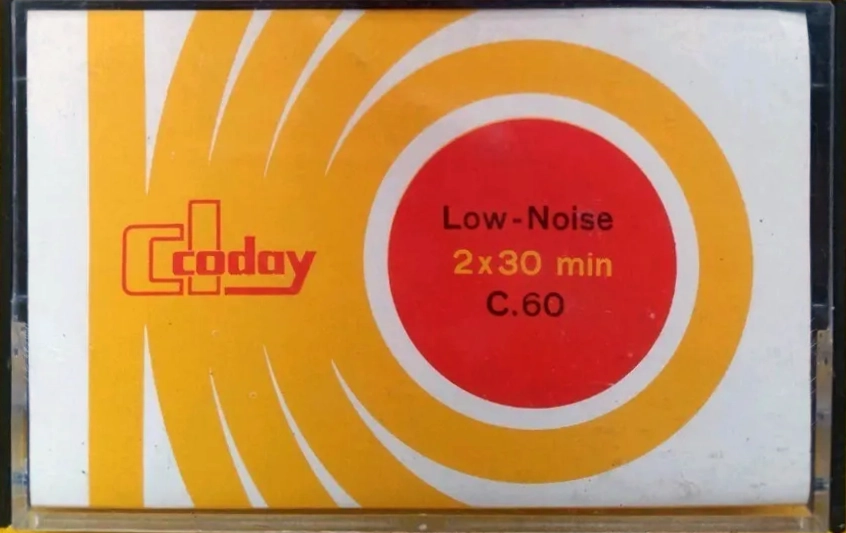 coday
Low-Noise
2x30 min
C.60